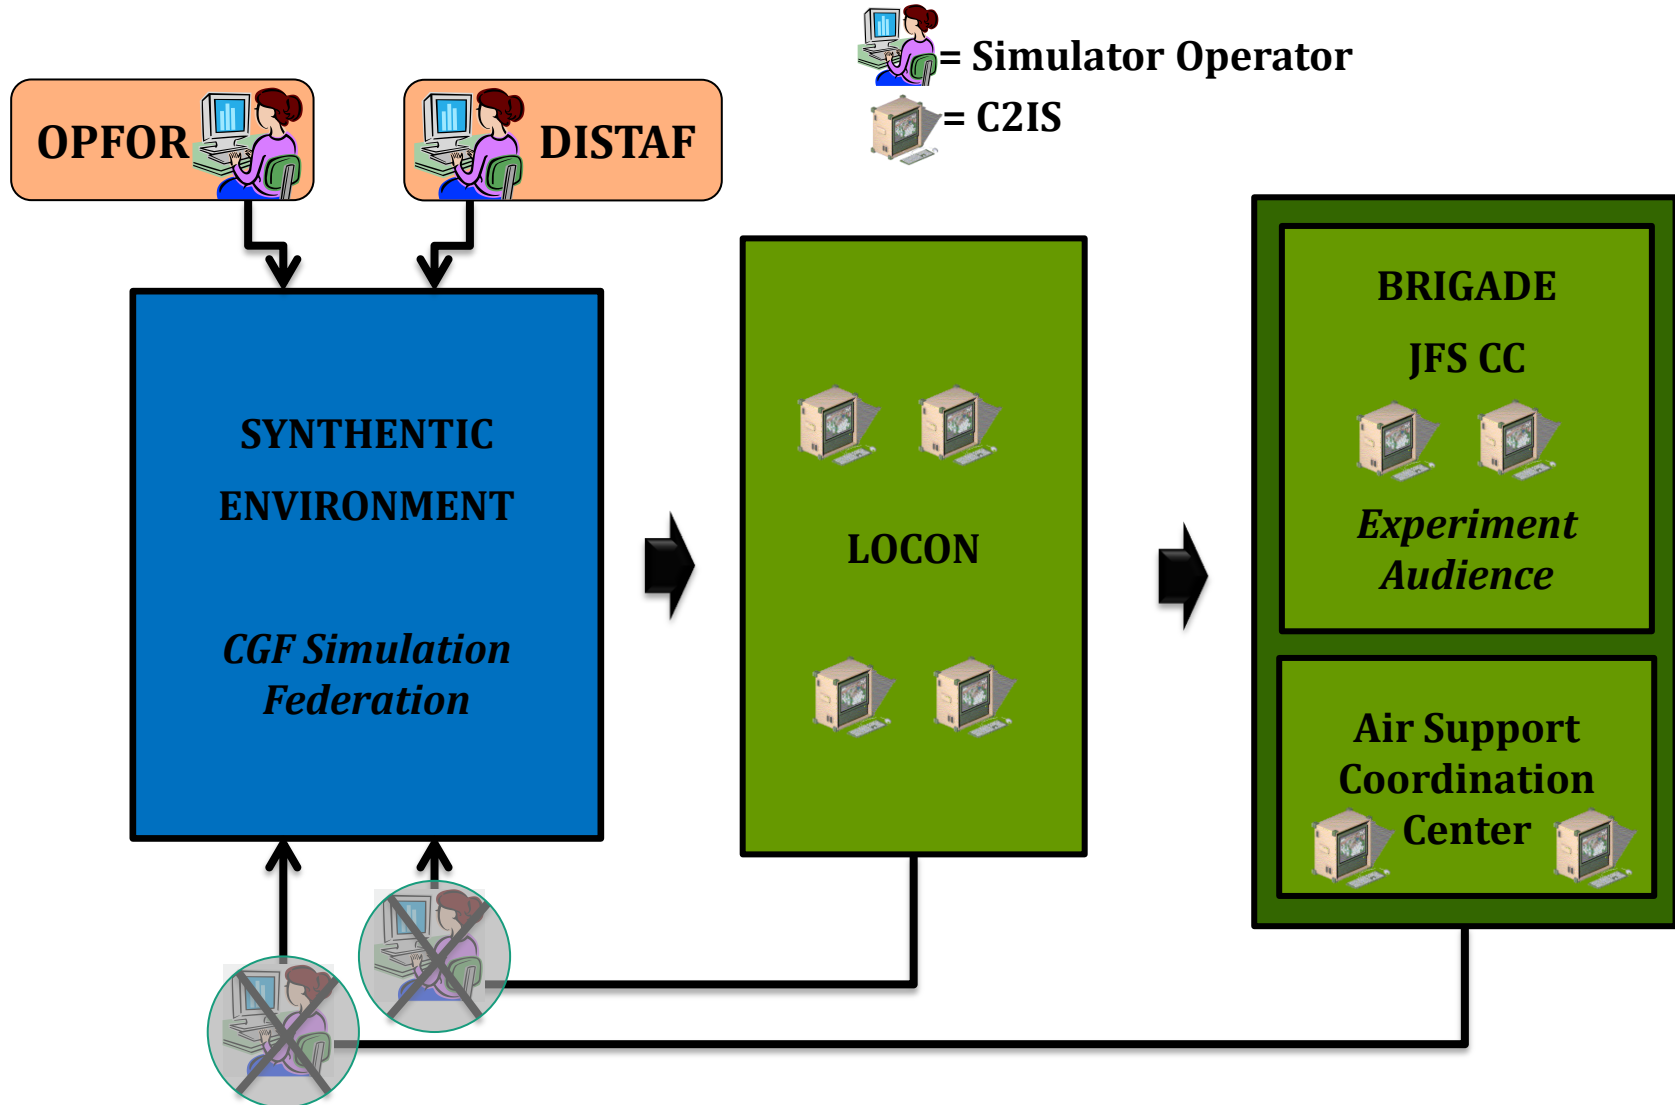 = Simulator Operator
= C2IS
OPFOR
DISTAF
SYNTHENTIC
ENVIRONMENT
CGF Simulation
Federation
LOCON
BRIGADE
JFS CC
Experiment
Audience
Air Support
Coordination
Center